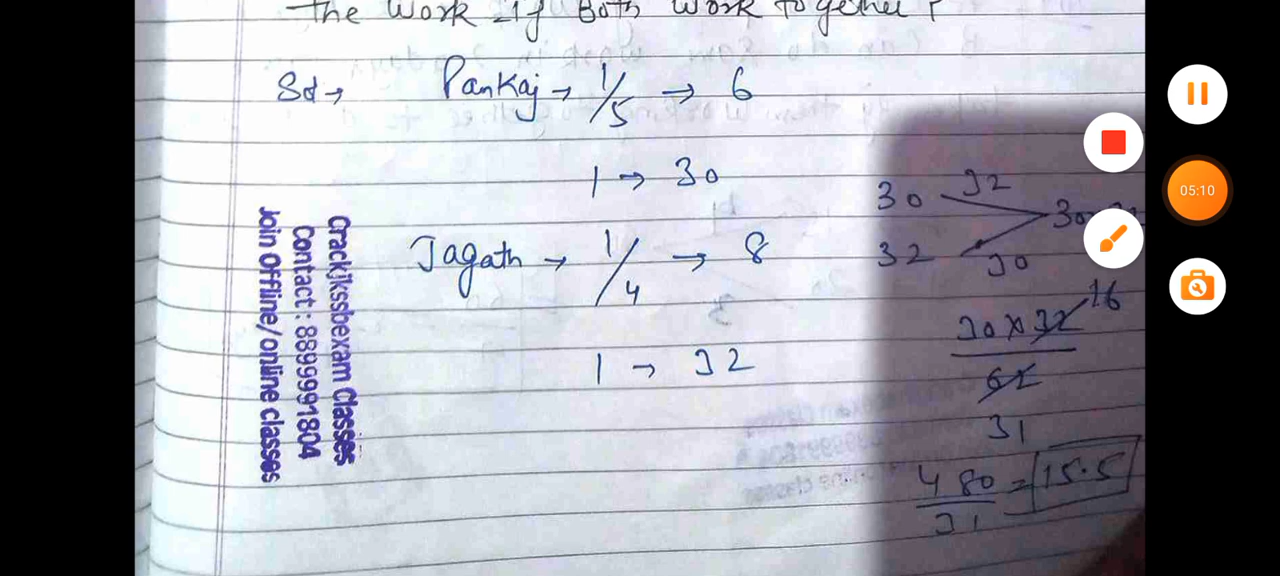 the work if Both work together?
Sol → Pankaj → 1/5 → 6
1 → 30
Jagath → 1/4 → 8
1 → 32
30 32
32 30
30×32 16
62
31
480/31 = 15.5
Crackjkssbexam Classes
Contact : 8899991804
Join Offline/online classes
05:10